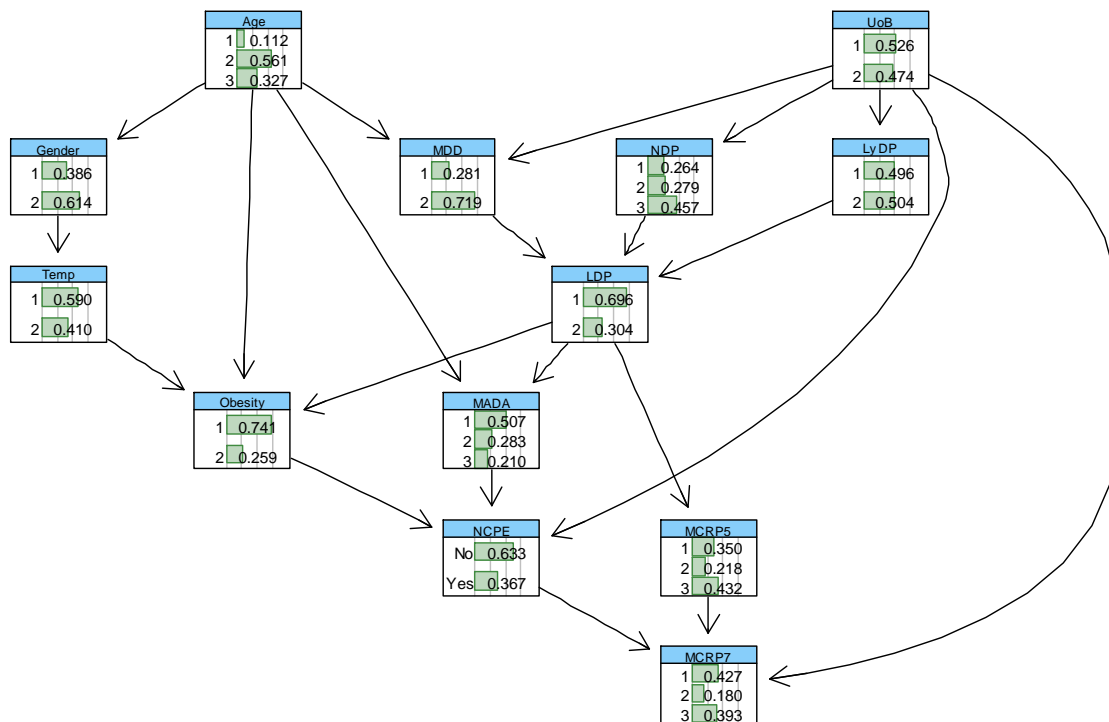 Age
1 0.112
2 0.561
3 0.327
UoB
1 0.526
2 0.474
Gender
1 0.386
2 0.614
MDD
1 0.281
2 0.719
NDP
1 0.264
2 0.279
3 0.457
LyDP
1 0.496
2 0.504
Temp
1 0.590
2 0.410
LDP
1 0.696
2 0.304
Obesity
1 0.741
2 0.259
MADA
1 0.507
2 0.283
3 0.210
NCPE
No 0.633
Yes 0.367
MCRP5
1 0.350
2 0.218
3 0.432
MCRP7
1 0.427
2 0.180
3 0.393